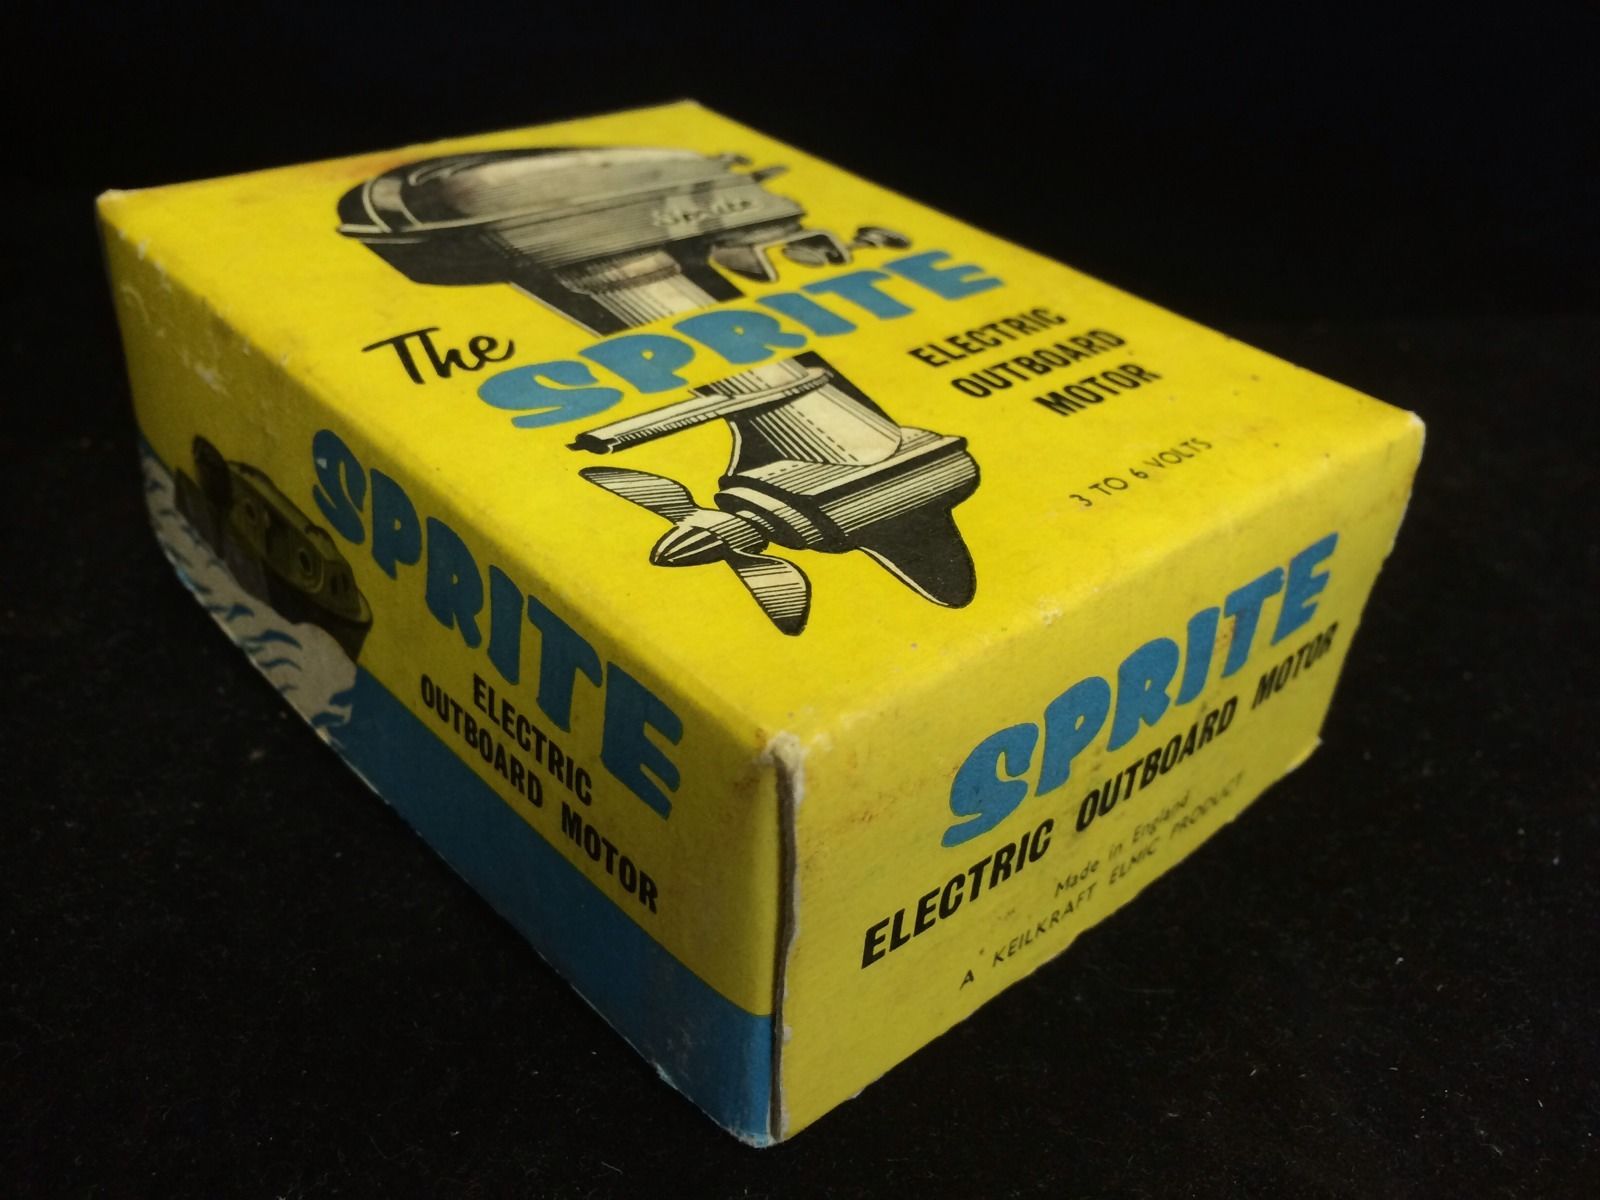 Sprite
The SPRITE
ELECTRIC
OUTBOARD
MOTOR
3 TO 6 VOLTS
SPRITE
ELECTRIC
OUTBOARD MOTOR
SPRITE
ELECTRIC OUTBOARD MOTOR
Made in England
A KEILKRAFT ELMIC PRODUCT